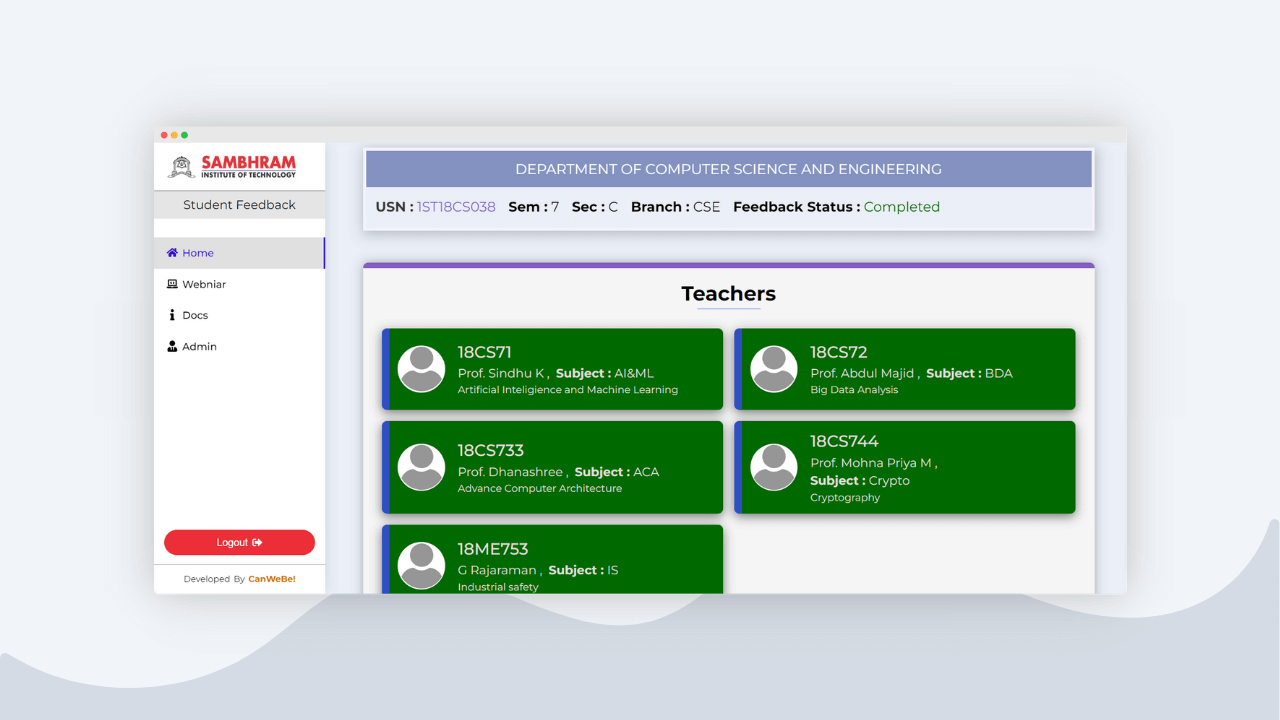 SAMBHRAM
INSTITUTE OF TECHNOLOGY
Student Feedback
Home
Webniar
Docs
Admin
Logout
Developed By CanWeBe!
DEPARTMENT OF COMPUTER SCIENCE AND ENGINEERING
USN : 1ST18CS038 Sem : 7 Sec : C Branch : CSE Feedback Status : Completed
Teachers
18CS71
Prof. Sindhu K , Subject : AI&ML
Artificial Inteligience and Machine Learning
18CS72
Prof. Abdul Majid , Subject : BDA
Big Data Analysis
18CS733
Prof. Dhanashree , Subject : ACA
Advance Computer Architecture
18CS744
Prof. Mohna Priya M ,
Subject : Crypto
Cryptography
18ME753
G Rajaraman , Subject : IS
Industrial safety